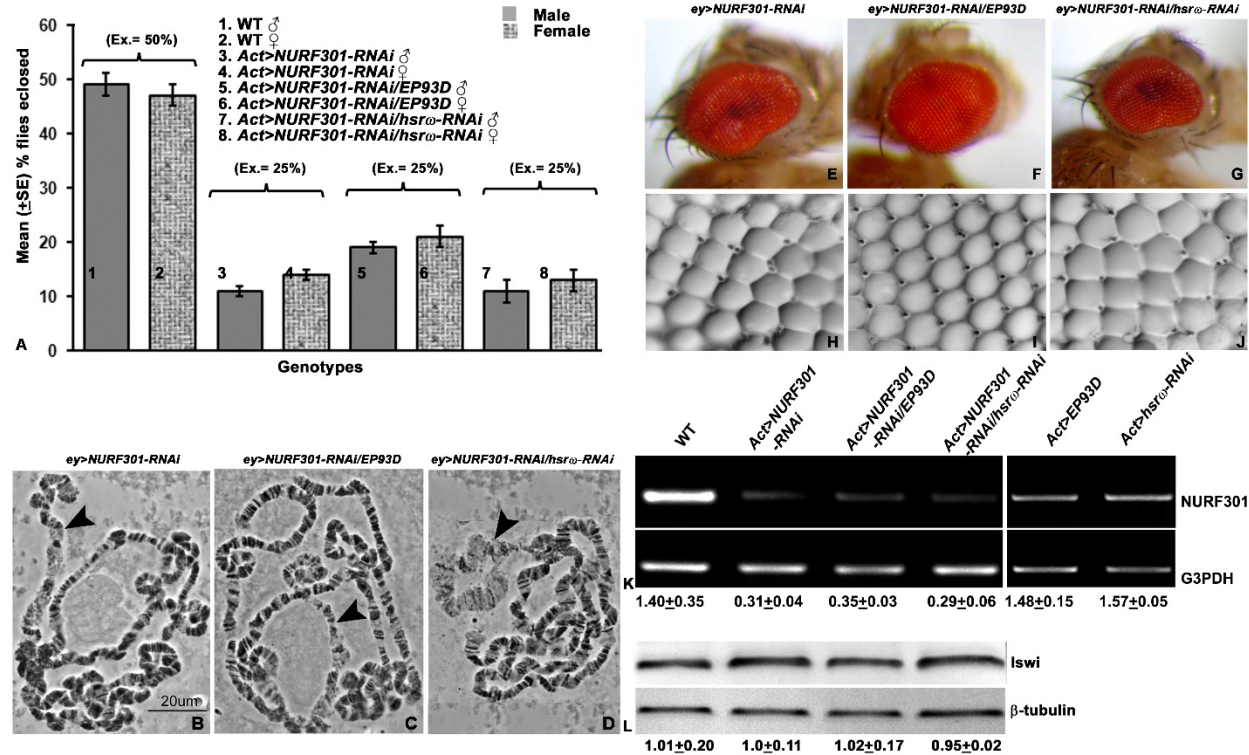 (Ex.= 50%)
1. WT ♂
2. WT ♀
3. Act>NURF301-RNAi ♂
4. Act>NURF301-RNAi ♀
5. Act>NURF301-RNAi/EP93D ♂
6. Act>NURF301-RNAi/EP93D ♀
7. Act>NURF301-RNAi/hsrω-RNAi ♂
8. Act>NURF301-RNAi/hsrω-RNAi ♀
Male
Female
Mean (±SE) % flies eclosed
60
50
40
30
20
10
0
(Ex.= 25%)
(Ex.= 25%)
(Ex.= 25%)
1
2
3
4
5
6
7
8
A
Genotypes
ey>NURF301-RNAi
ey>NURF301-RNAi/EP93D
ey>NURF301-RNAi/hsrω-RNAi
E
F
G
H
I
J
ey>NURF301-RNAi
ey>NURF301-RNAi/EP93D
ey>NURF301-RNAi/hsrω-RNAi
20um
B
C
D
WT
Act>NURF301
-RNAi
Act>NURF301
-RNAi/EP93D
Act>NURF301
-RNAi/hsrω-RNAi
Act>EP93D
Act>hsrω-RNAi
NURF301
G3PDH
K
1.40±0.35
0.31±0.04
0.35±0.03
0.29±0.06
1.48±0.15
1.57±0.05
Iswi
β-tubulin
L
1.01±0.20
1.0±0.11
1.02±0.17
0.95±0.02